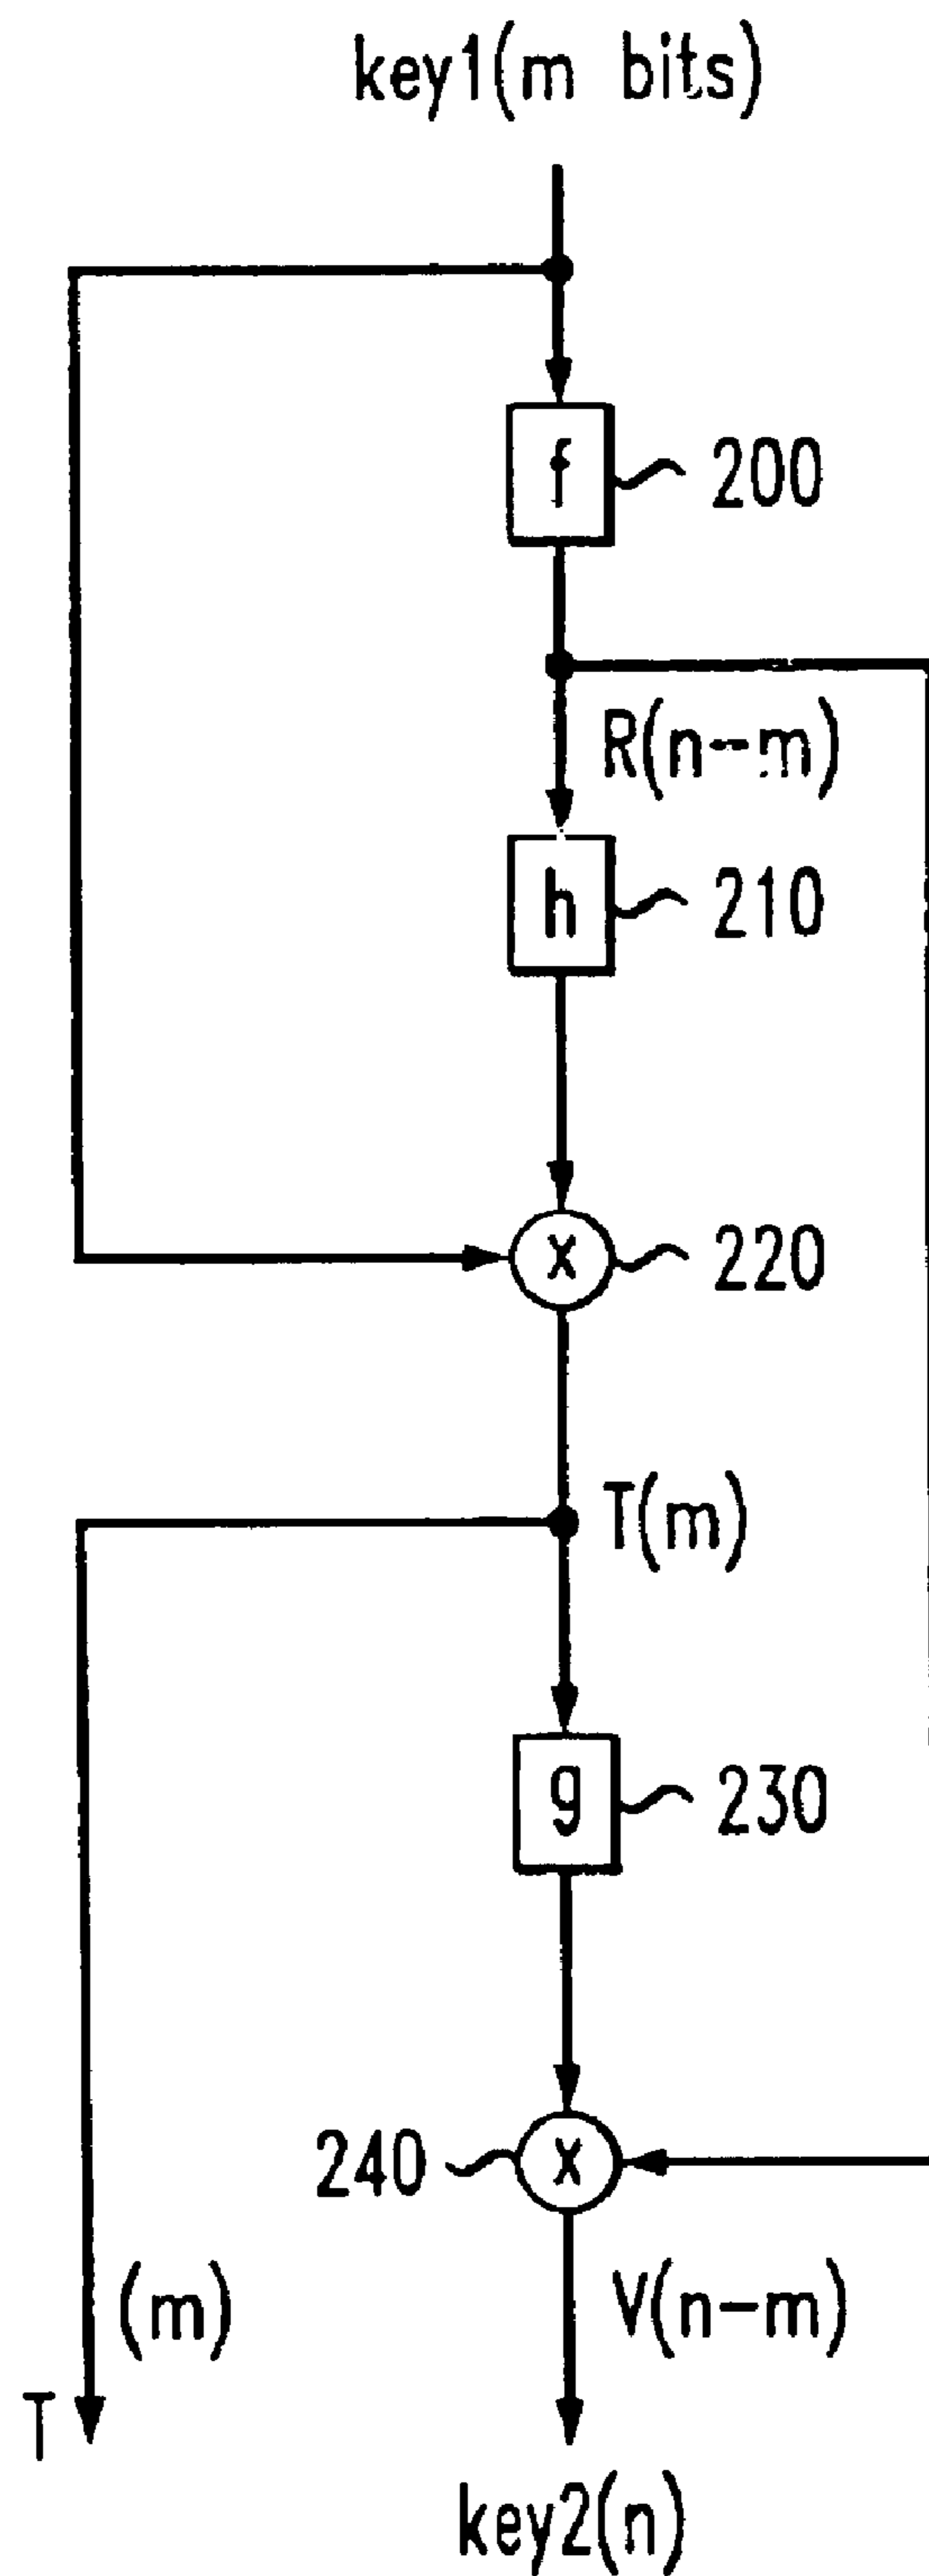 key1(m bits)
f
200
R(n-m)
h
210
x
220
T(m)
g
230
240
x
(m)
V(n-m)
T
key2(n)